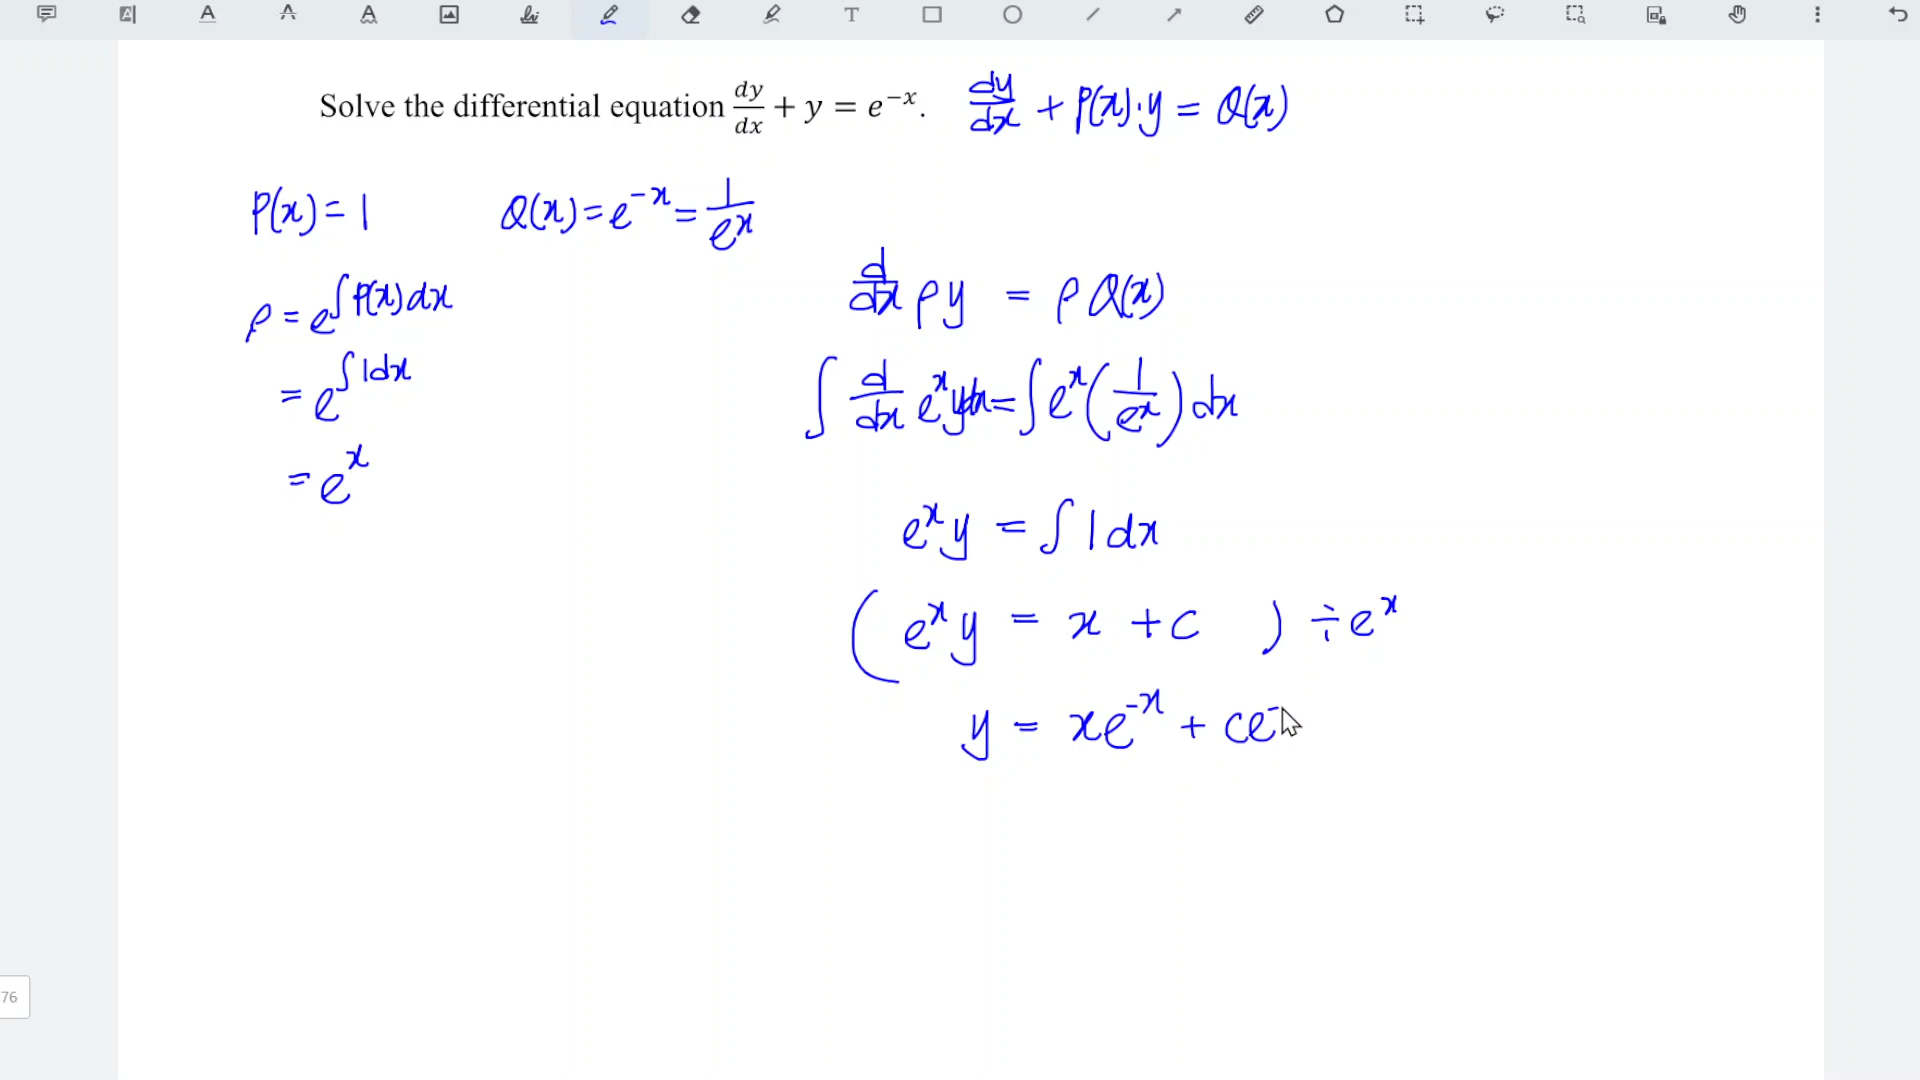 Solve the differential equation dy/dx + y = e^{-x}. dy/dx + P(x)·y = Q(x)
P(x) = 1 Q(x) = e^{-x} = 1/e^x
ρ = e^{∫P(x)dx}
= e^{∫1dx}
= e^x
d/dx ρy = ρQ(x)
∫ d/dx e^x y dx = ∫ e^x (1/e^x) dx
e^x y = ∫ 1 dx
( e^x y = x + c ) ÷ e^x
y = xe^{-x} + ce^-
76